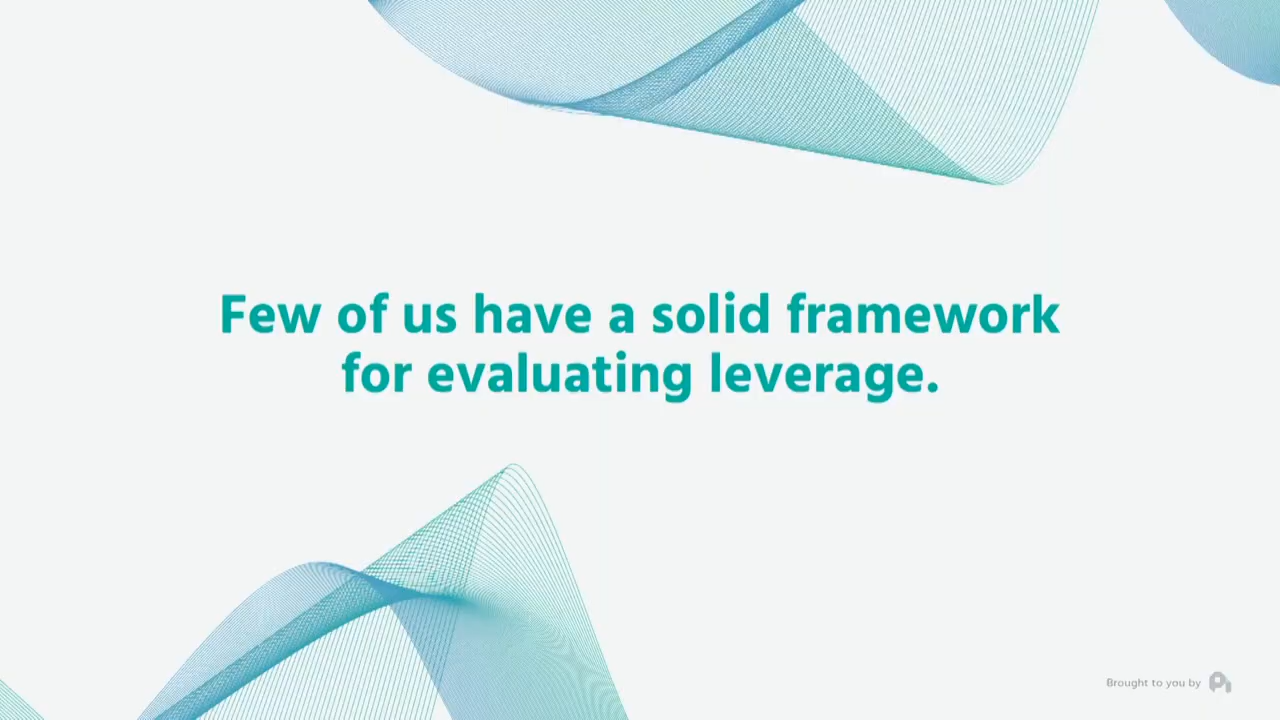 Few of us have a solid framework
for evaluating leverage.
Brought to you by